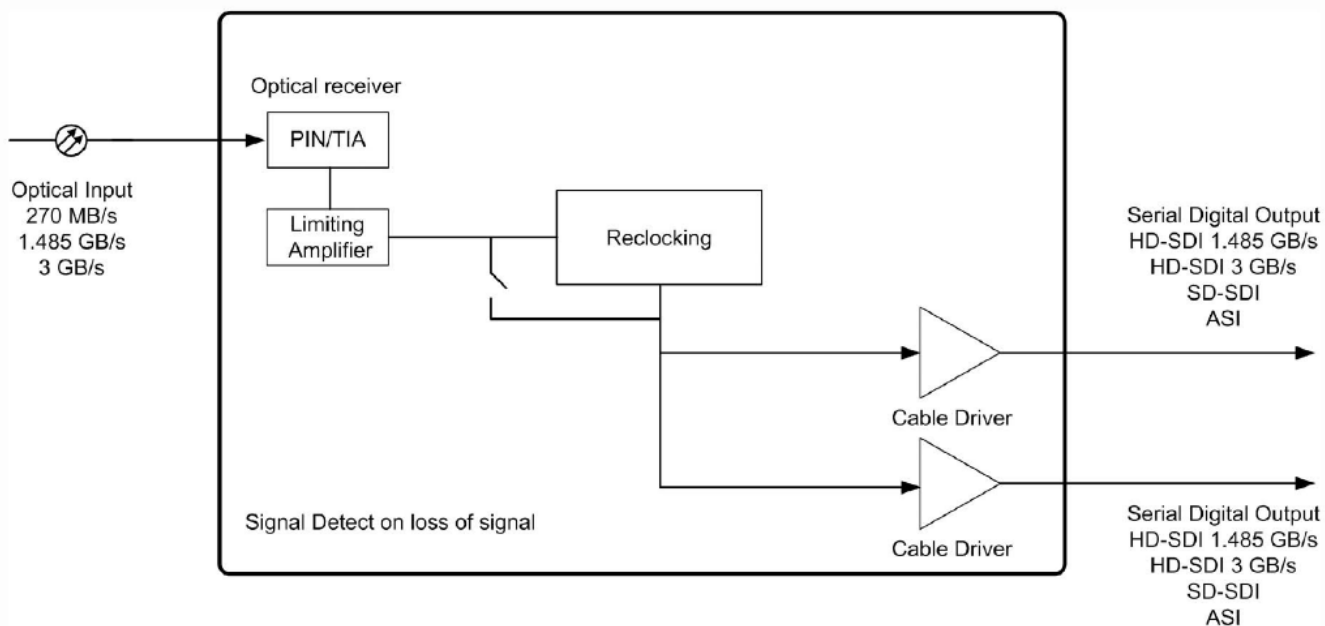 Optical receiver
PIN/TIA
Optical Input
270 MB/s
1.485 GB/s
3 GB/s
Limiting
Amplifier
Reclocking
Serial Digital Output
HD-SDI 1.485 GB/s
HD-SDI 3 GB/s
SD-SDI
ASI
Cable Driver
Signal Detect on loss of signal
Cable Driver
Serial Digital Output
HD-SDI 1.485 GB/s
HD-SDI 3 GB/s
SD-SDI
ASI